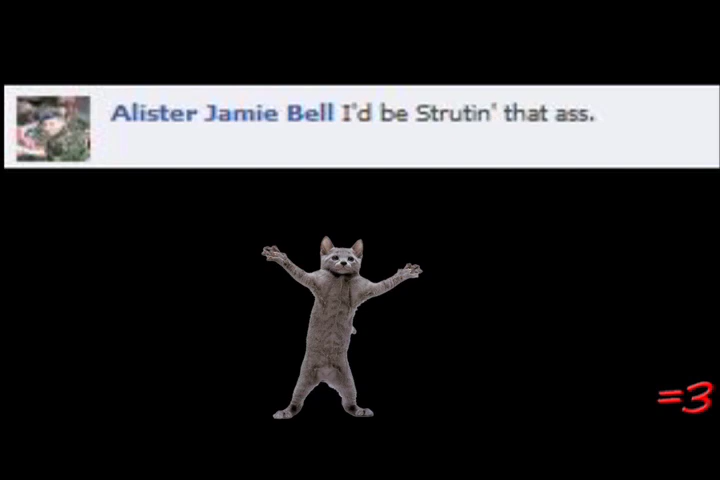 Alister Jamie Bell I'd be Strutin' that ass.
=3